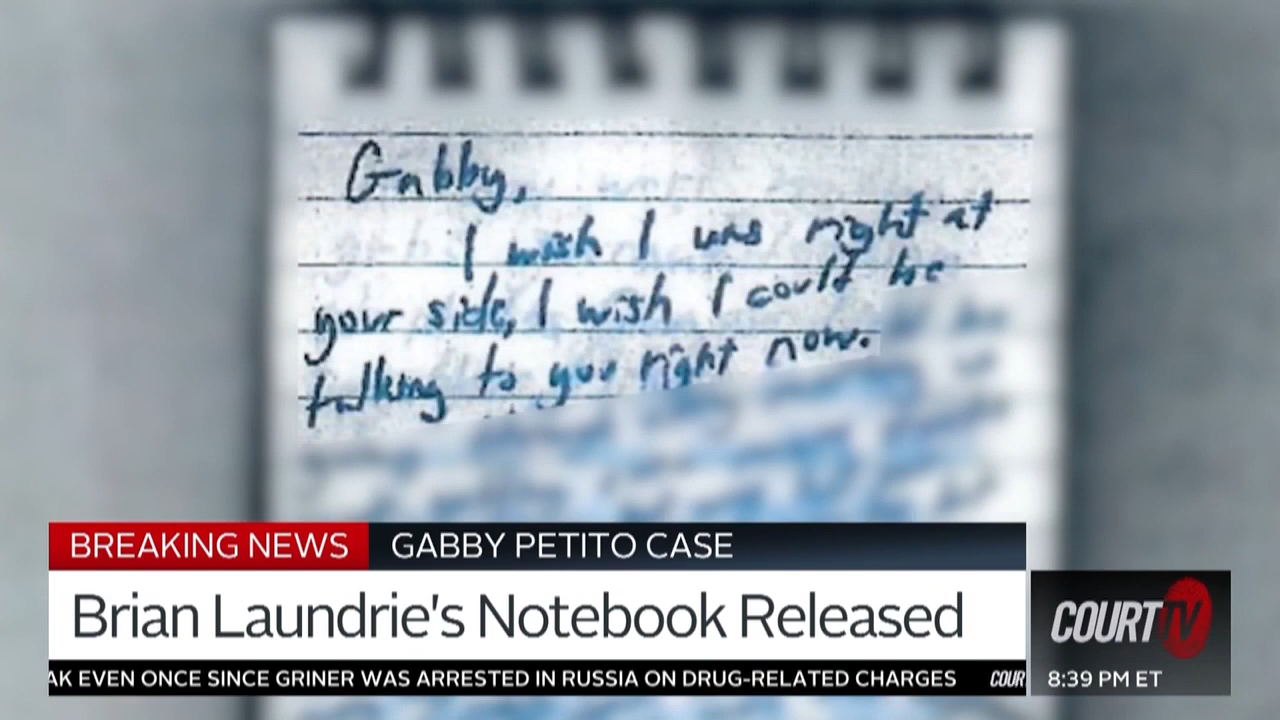 Gabby,
I wish I was right at
your side, I wish I could be
talking to you right now.
BREAKING NEWS
GABBY PETITO CASE
Brian Laundrie's Notebook Released
COURT TV
AK EVEN ONCE SINCE GRINER WAS ARRESTED IN RUSSIA ON DRUG-RELATED CHARGES COUR
8:39 PM ET